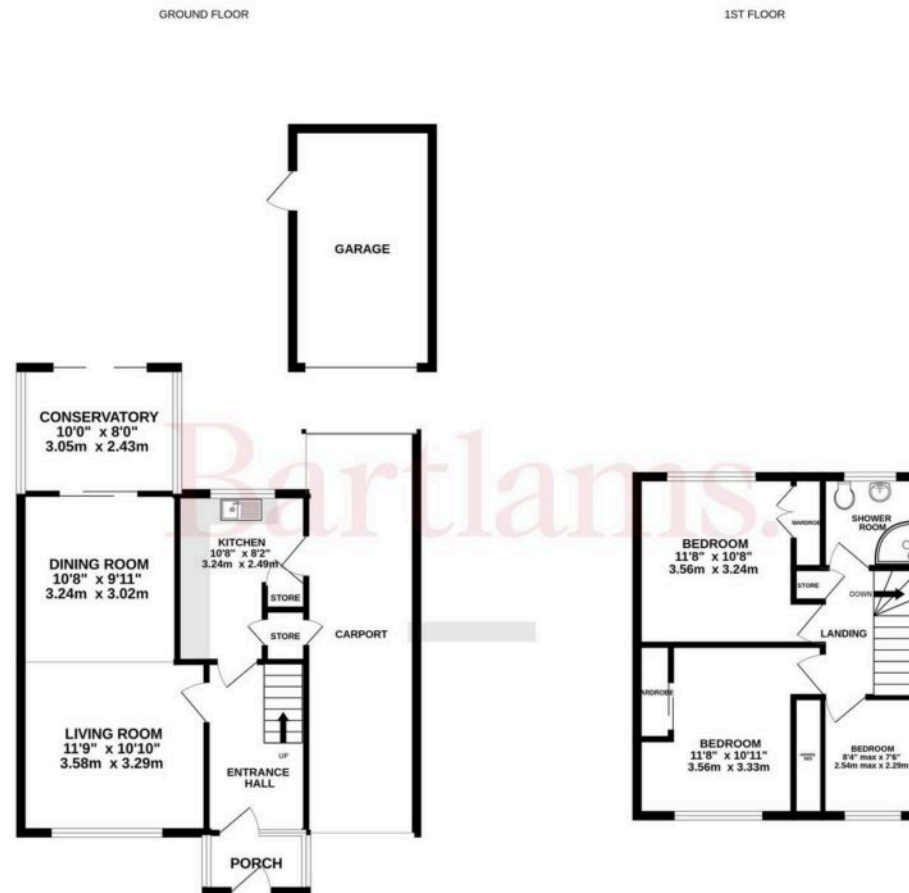 GROUND FLOOR
1ST FLOOR
GARAGE
CONSERVATORY
10'0" x 8'0"
3.05m x 2.43m
Bartlams.
DINING ROOM
10'8" x 9'11"
3.24m x 3.02m
KITCHEN
10'8" x 8'2"
3.24m x 2.49m
STORE
STORE
CARPORT
LIVING ROOM
11'9" x 10'10"
3.58m x 3.29m
UP
ENTRANCE
HALL
PORCH
BEDROOM
11'8" x 10'8"
3.56m x 3.24m
WARDROBE
SHOWER
ROOM
STORE
DOWN
LANDING
ARDROBE
BEDROOM
11'8" x 10'11"
3.56m x 3.33m
BEDROOM
8'4" max x 7'6"
2.54m max x 2.29m